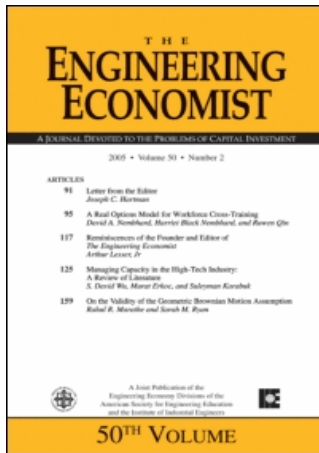 THE
ENGINEERING
ECONOMIST
A JOURNAL DEVOTED TO THE PROBLEMS OF CAPITAL INVESTMENT
2005 • Volume 50 • Number 2
ARTICLES
91 Letter from the Editor
Joseph C. Hartman
95 A Real Options Model for Workforce Cross-Training
David A. Nembhard, Harriet Black Nembhard, and Ruwen Qin
117 Reminiscences of the Founder and Editor of
The Engineering Economist
Arthur Lesser, Jr
125 Managing Capacity in the High-Tech Industry:
A Review of Literature
S. David Wu, Murat Erkoc, and Suleyman Karabuk
159 On the Validity of the Geometric Brownian Motion Assumption
Rahul R. Marathe and Sarah M. Ryan
A Joint Publication of the
Engineering Economy Divisions of the
American Society for Engineering Education
and the Institute of Industrial Engineers
50TH VOLUME